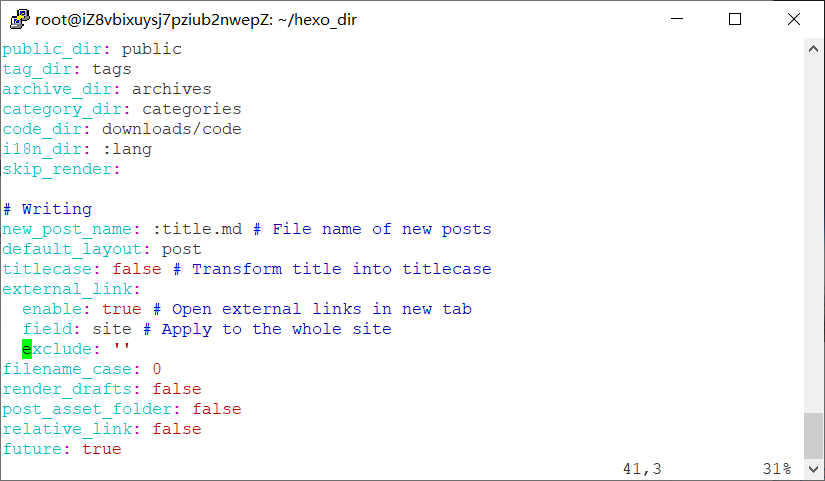 root@iZ8vbixuysj7pziub2nwepZ: ~/hexo_dir
public_dir: public
tag_dir: tags
archive_dir: archives
category_dir: categories
code_dir: downloads/code
i18n_dir: :lang
skip_render:
# Writing
new_post_name: :title.md # File name of new posts
default_layout: post
titlecase: false # Transform title into titlecase
external_link:
  enable: true # Open external links in new tab
  field: site # Apply to the whole site
  exclude: ''
filename_case: 0
render_drafts: false
post_asset_folder: false
relative_link: false
future: true
41,3 31%